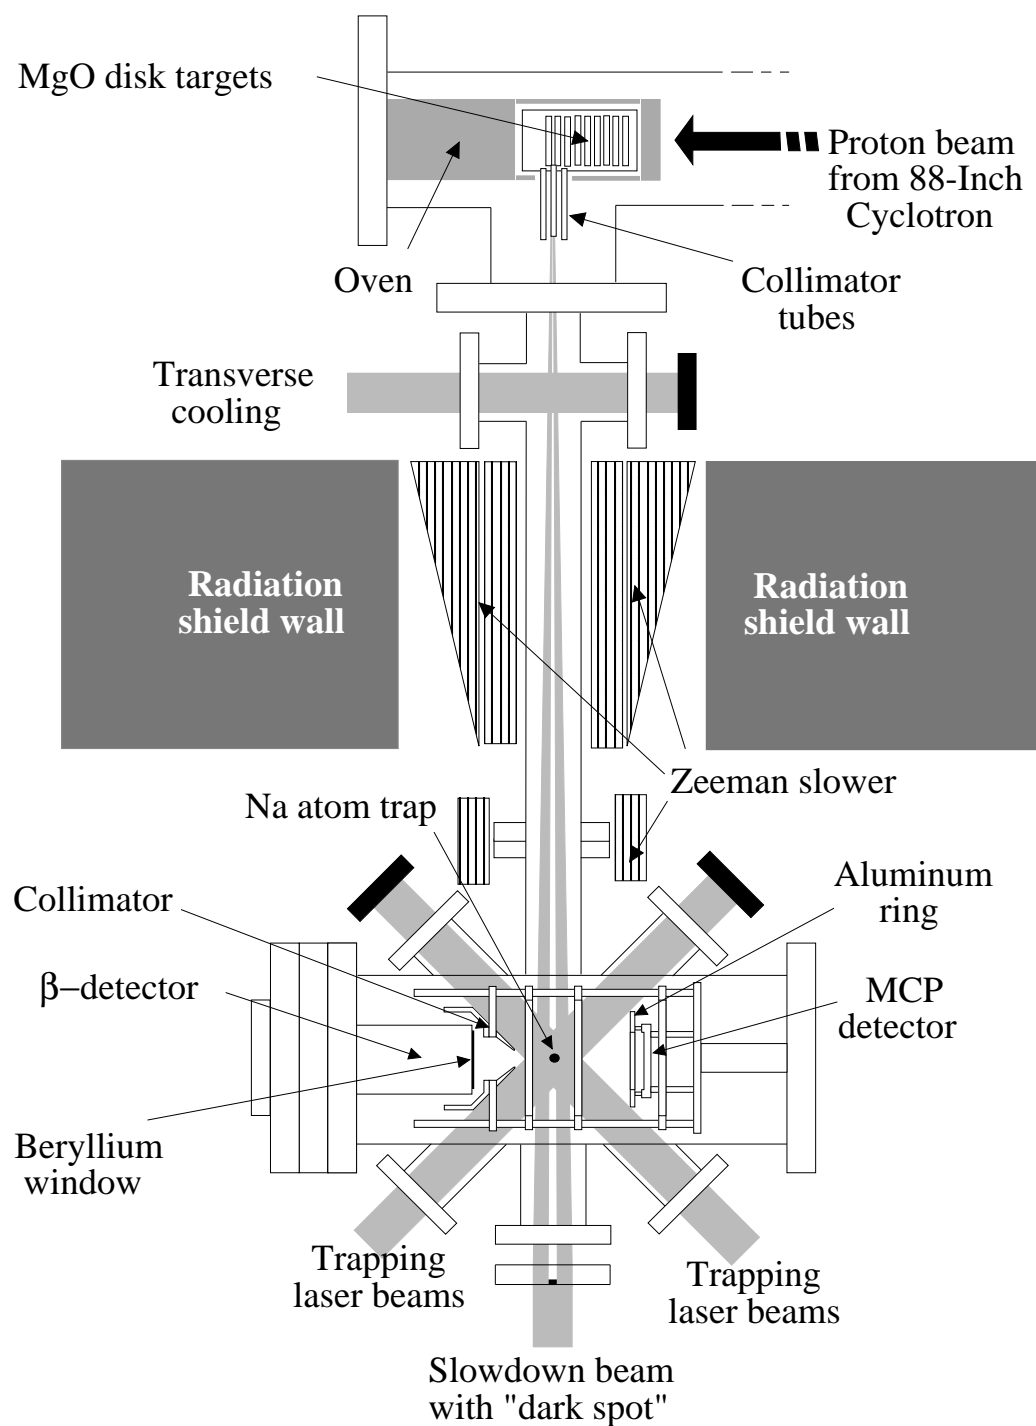 MgO disk targets
Proton beam
from 88-Inch
Cyclotron
Oven
Collimator
tubes
Transverse
cooling
Radiation
shield wall
Radiation
shield wall
Zeeman slower
Na atom trap
Aluminum
ring
Collimator
β−detector
MCP
detector
Beryllium
window
Trapping
laser beams
Trapping
laser beams
Slowdown beam
with "dark spot"